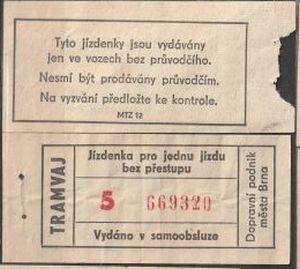 Tyto jízdenky jsou vydávány
jen ve vozech bez průvodčího.
Nesmí být prodávány průvodčím.
Na vyzvání předložte ke kontrole.
MTZ 12
TRAMVAJ
Jízdenka pro jednu jízdu
bez přestupu
5 669320
Vydáno v samoobsluze
Dopravní podnik
města Brna